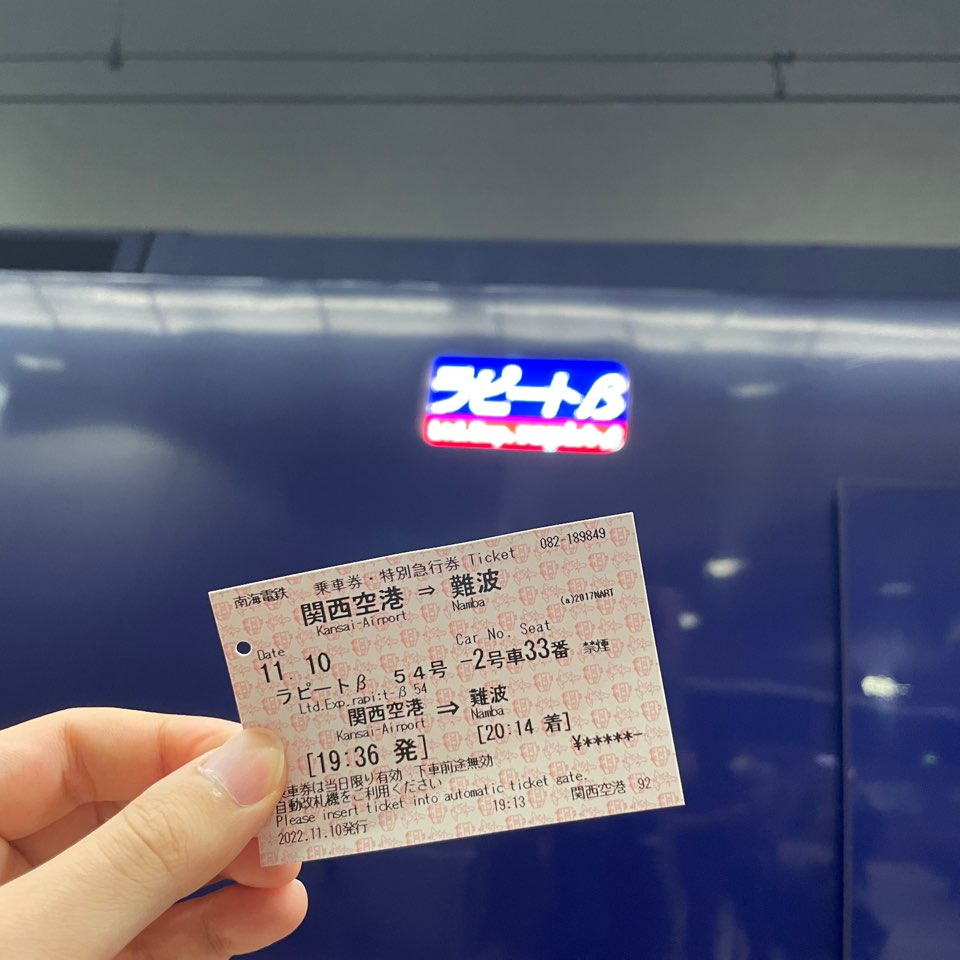 ラピートβ
南海電鉄 乗車券・特別急行券 Ticket 082-189849
関西空港 ⇒ 難波
Kansai-Airport Namba (a)2017NART
Date Car No. Seat
11. 10 -2号車33番 禁煙
ラピートβ 54号
Ltd.Exp.rapi:t-β 54
関西空港 ⇒ 難波
Kansai-Airport Namba
[19:36 発] [20:14 着]
¥*****-
車券は当日限り有効・下車前途無効
自動改札機をご利用ください
Please insert ticket into automatic ticket gate.
2022.11.10発行 19:13 関西空港 92